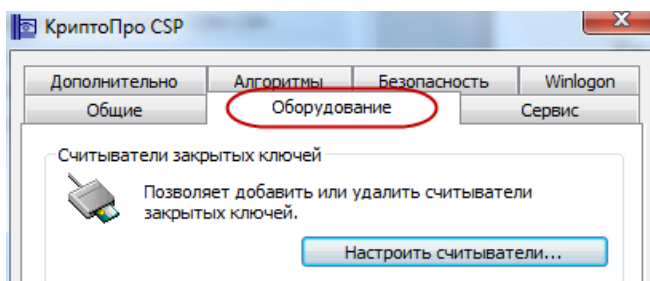 КриптоПро CSP
Дополнительно Алгоритмы Безопасность Winlogon
Общие Оборудование Сервис
Считыватели закрытых ключей
Позволяет добавить или удалить считыватели
закрытых ключей.
Настроить считыватели...